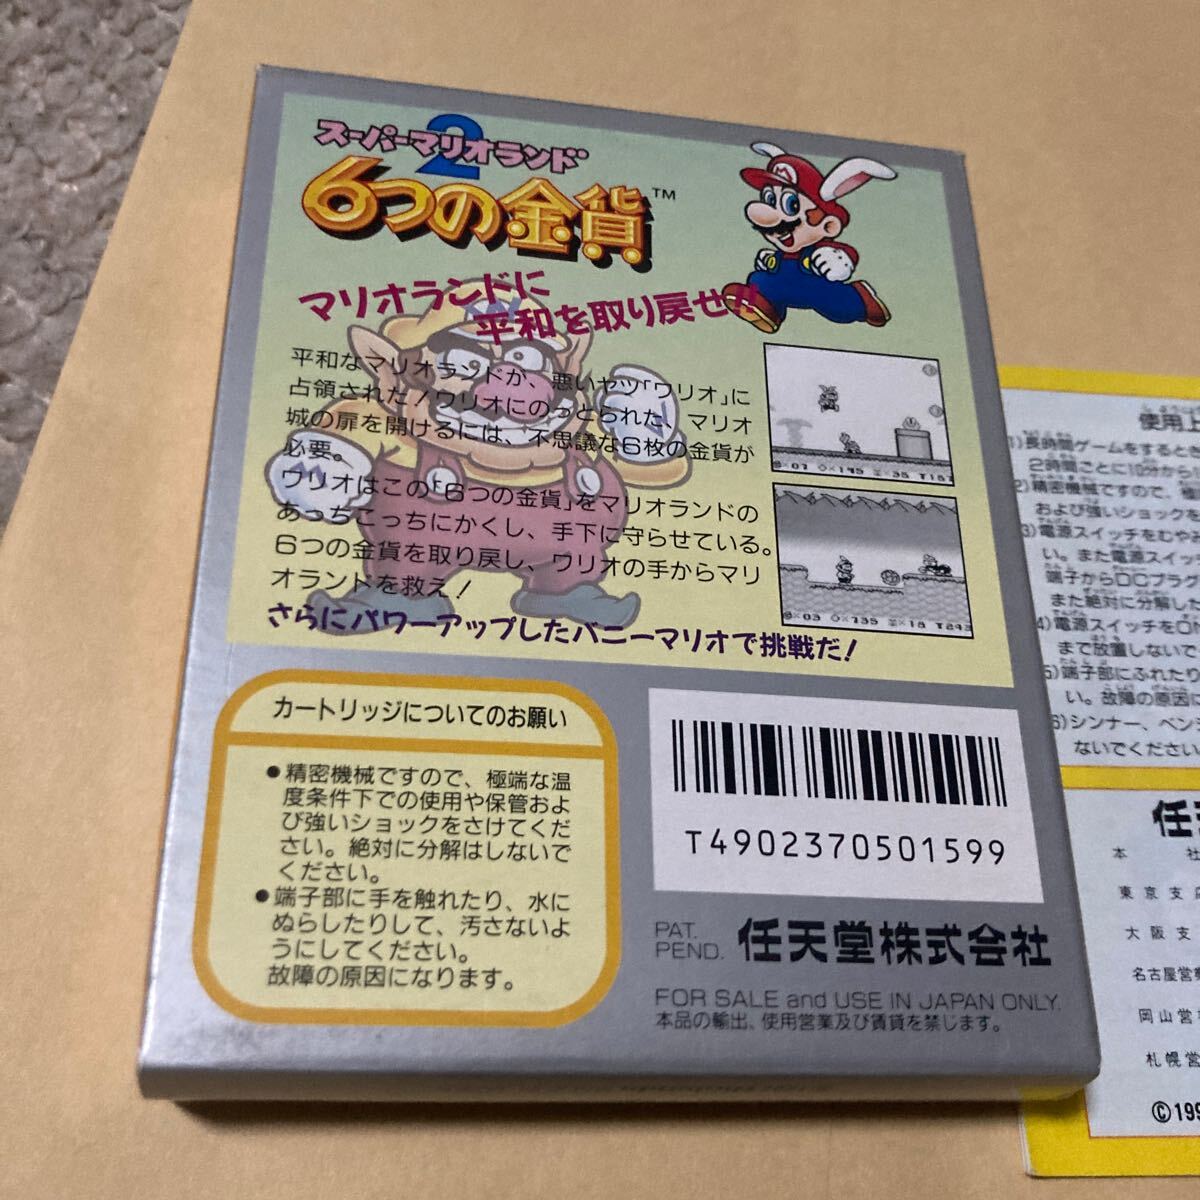 スーパーマリオランド2
6つの金貨™
マリオランドに
平和を取り戻せ!!
平和なマリオランドが、悪いヤツ「ワリオ」に
占領された!ワリオにのっとられた、マリオ
城の扉を開けるには、不思議な6枚の金貨が
必要。
ワリオはこの「6つの金貨」をマリオランドの
あっちこっちにかくし、手下に守らせている。
6つの金貨を取り戻し、ワリオの手からマリ
オランドを救え!
さらにパワーアップしたバニーマリオで挑戦だ!
カートリッジについてのお願い
●精密機械ですので、極端な温
度条件下での使用や保管およ
び強いショックをさけてくだ
さい。絶対に分解はしないで
ください。
●端子部に手を触れたり、水に
ぬらしたりして、汚さないよ
うにしてください。
故障の原因になります。
T4902370501599
PAT.
PEND.
任天堂株式会社
FOR SALE and USE IN JAPAN ONLY.
本品の輸出、使用営業及び賃貸を禁じます。
使用上
1)長時間ゲームをすると
2時間ごとに10分から
2)精密機械ですので、極
および強いショックを
3)電源スイッチをむやみ
い。また電源スイッ
端子からDCプラグ
また絶対に分解した
4)電源スイッチをO
まで放置しないで
5)端子部にふれたり
い。故障の原因
6)シンナー、ベン
ないでください
本 社
東京支店
大阪支
名古屋営
岡山営
札幌営
©199